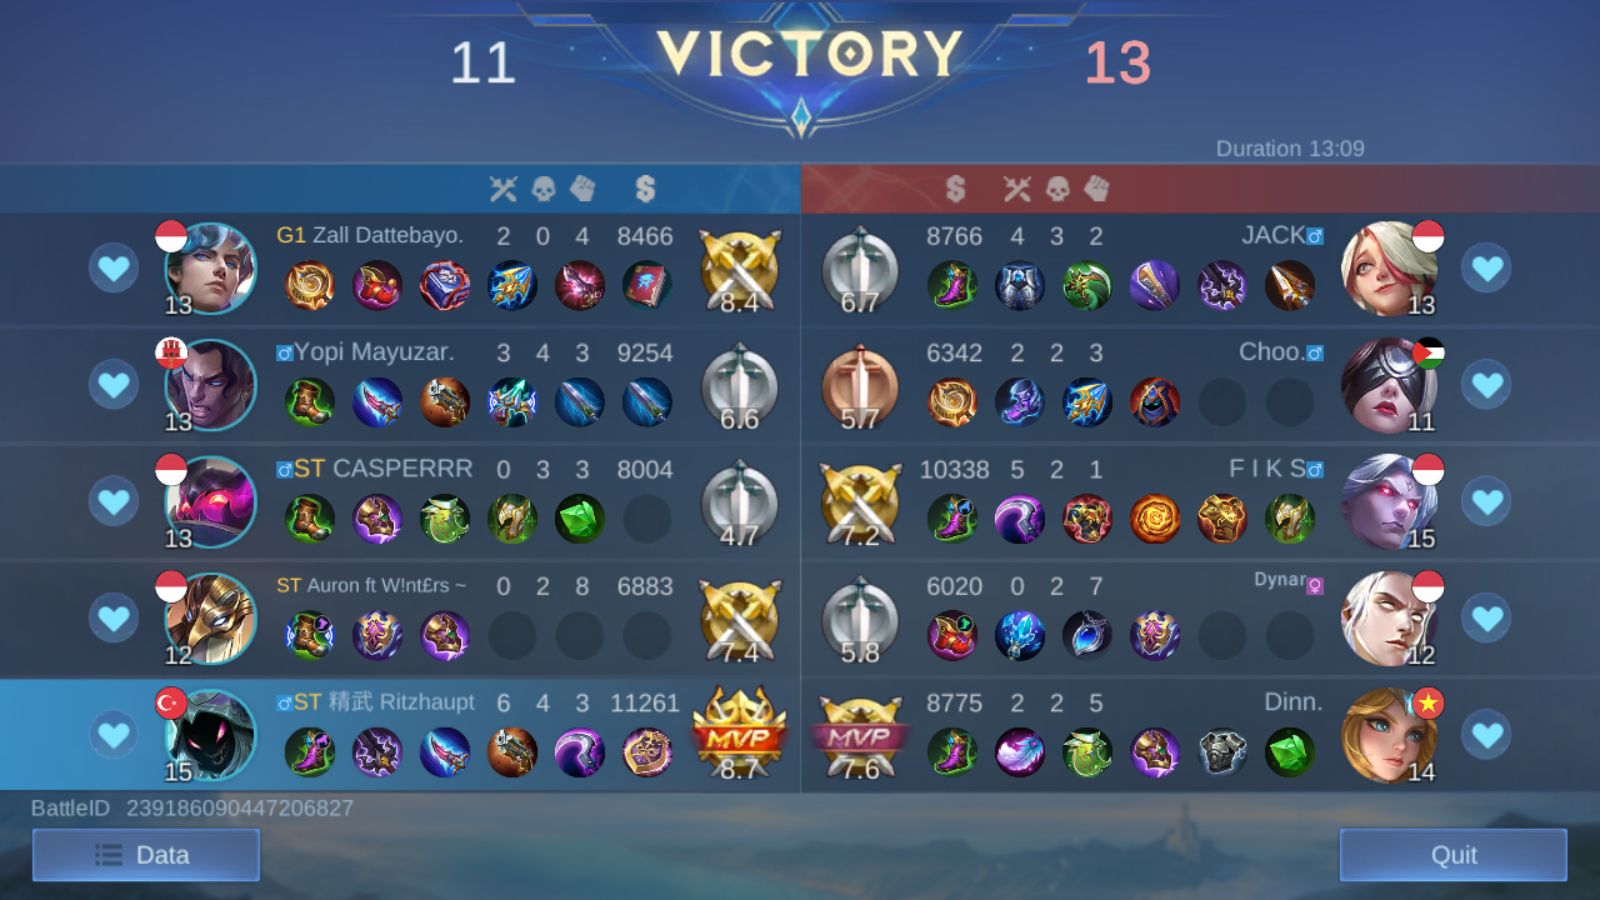 11 VICTORY 13
Duration 13:09
G1 Zall Dattebayo. 2 0 4 8466
13 8.4
6.7 8766 4 3 2 JACK♂
13
♂Yopi Mayuzar. 3 4 3 9254
13 6.6
5.7 6342 2 2 3 Choo.♂
11
♂ST CASPERRR 0 3 3 8004
13 4.7
7.2 10338 5 2 1 F I K S♂
15
ST Auron ft W!nt£rs ~ 0 2 8 6883
12 7.4
5.8 6020 0 2 7 Dynar♀
12
♂ST 精武 Ritzhaupt 6 4 3 11261
15 MVP 8.7
MVP 7.6 8775 2 2 5 Dinn.
14
BattleID 239186090447206827
Data
Quit